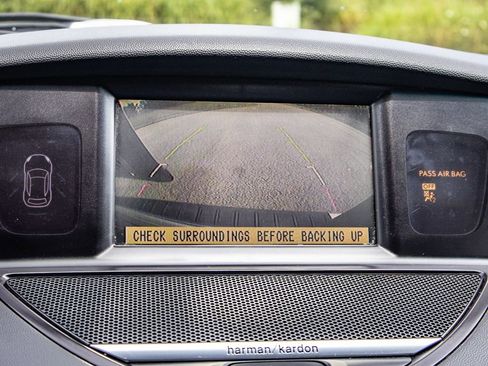 PASS AIR BAG
OFF
CHECK SURROUNDINGS BEFORE BACKING UP
harman/kardon